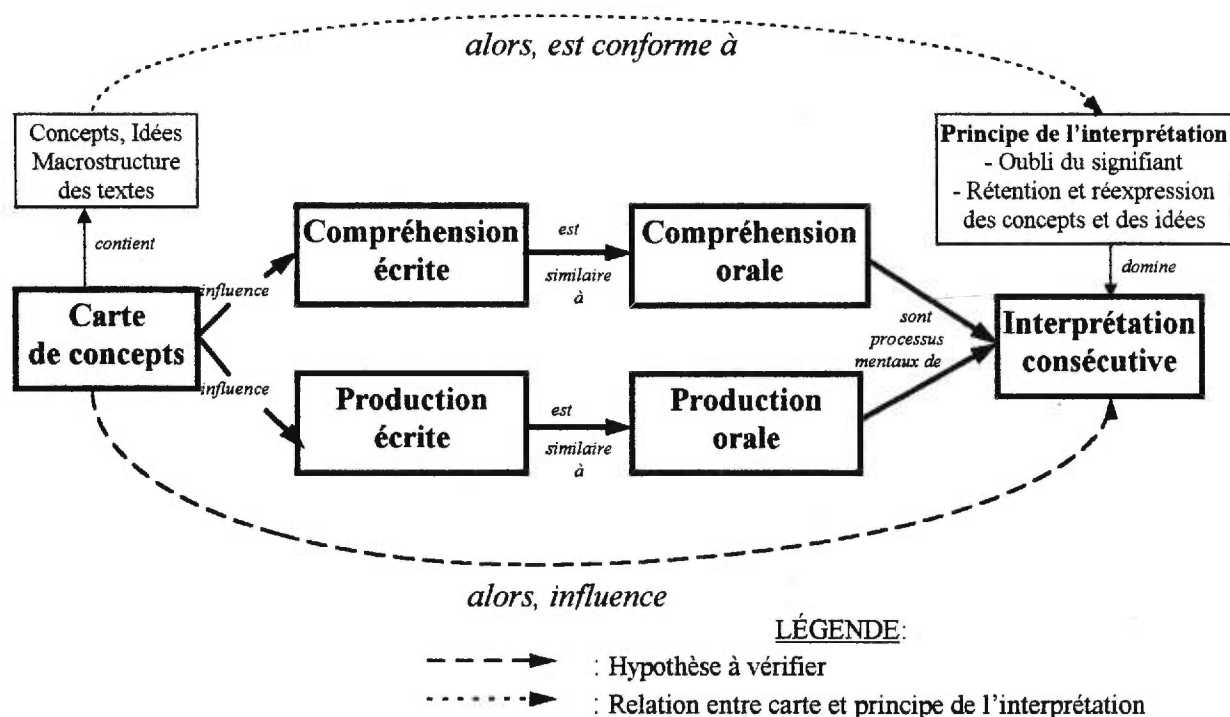 alors, est conforme à
Concepts, Idées
Macrostructure
des textes
Principe de l'interprétation
- Oubli du signifiant
- Rétention et réexpression
des concepts et des idées
contient
domine
Compréhension
écrite
est
similaire
à
Compréhension
orale
influence
Carte
de concepts
influence
sont
processus
mentaux de
Interprétation
consécutive
Production
écrite
est
similaire
à
Production
orale
alors, influence
LÉGENDE:
: Hypothèse à vérifier
: Relation entre carte et principe de l'interprétation